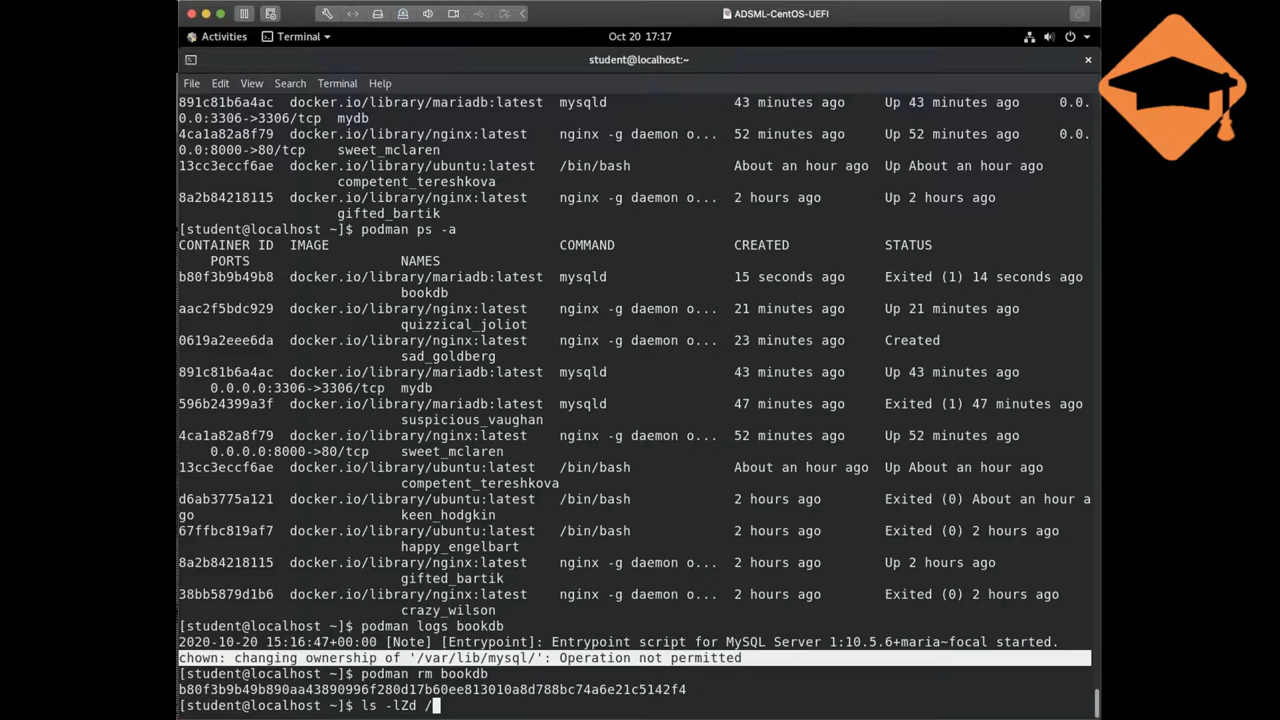 ADSML-CentOS-UEFI
Activities Terminal Oct 20 17:17
student@localhost:~
File Edit View Search Terminal Help
891c81b6a4ac docker.io/library/mariadb:latest mysqld 43 minutes ago Up 43 minutes ago 0.0.
0.0:3306->3306/tcp mydb
4ca1a82a8f79 docker.io/library/nginx:latest nginx -g daemon o... 52 minutes ago Up 52 minutes ago 0.0.
0.0:8000->80/tcp sweet_mclaren
13cc3eccf6ae docker.io/library/ubuntu:latest /bin/bash About an hour ago Up About an hour ago
competent_tereshkova
8a2b84218115 docker.io/library/nginx:latest nginx -g daemon o... 2 hours ago Up 2 hours ago
gifted_bartik
[student@localhost ~]$ podman ps -a
CONTAINER ID IMAGE COMMAND CREATED STATUS
PORTS NAMES
b80f3b9b49b8 docker.io/library/mariadb:latest mysqld 15 seconds ago Exited (1) 14 seconds ago
bookdb
aac2f5bdc929 docker.io/library/nginx:latest nginx -g daemon o... 21 minutes ago Up 21 minutes ago
quizzical_joliot
0619a2eee6da docker.io/library/nginx:latest nginx -g daemon o... 23 minutes ago Created
sad_goldberg
891c81b6a4ac docker.io/library/mariadb:latest mysqld 43 minutes ago Up 43 minutes ago
0.0.0.0:3306->3306/tcp mydb
596b24399a3f docker.io/library/mariadb:latest mysqld 47 minutes ago Exited (1) 47 minutes ago
suspicious_vaughan
4ca1a82a8f79 docker.io/library/nginx:latest nginx -g daemon o... 52 minutes ago Up 52 minutes ago
0.0.0.0:8000->80/tcp sweet_mclaren
13cc3eccf6ae docker.io/library/ubuntu:latest /bin/bash About an hour ago Up About an hour ago
competent_tereshkova
d6ab3775a121 docker.io/library/ubuntu:latest /bin/bash 2 hours ago Exited (0) About an hour a
go keen_hodgkin
67ffbc819af7 docker.io/library/ubuntu:latest /bin/bash 2 hours ago Exited (0) 2 hours ago
happy_engelbart
8a2b84218115 docker.io/library/nginx:latest nginx -g daemon o... 2 hours ago Up 2 hours ago
gifted_bartik
38bb5879d1b6 docker.io/library/nginx:latest nginx -g daemon o... 2 hours ago Exited (0) 2 hours ago
crazy_wilson
[student@localhost ~]$ podman logs bookdb
2020-10-20 15:16:47+00:00 [Note] [Entrypoint]: Entrypoint script for MySQL Server 1:10.5.6+maria~focal started.
chown: changing ownership of '/var/lib/mysql/': Operation not permitted
[student@localhost ~]$ podman rm bookdb
b80f3b9b49b890aa43890996f280d17b60ee813010a8d788bc74a6e21c5142f4
[student@localhost ~]$ ls -lZd /